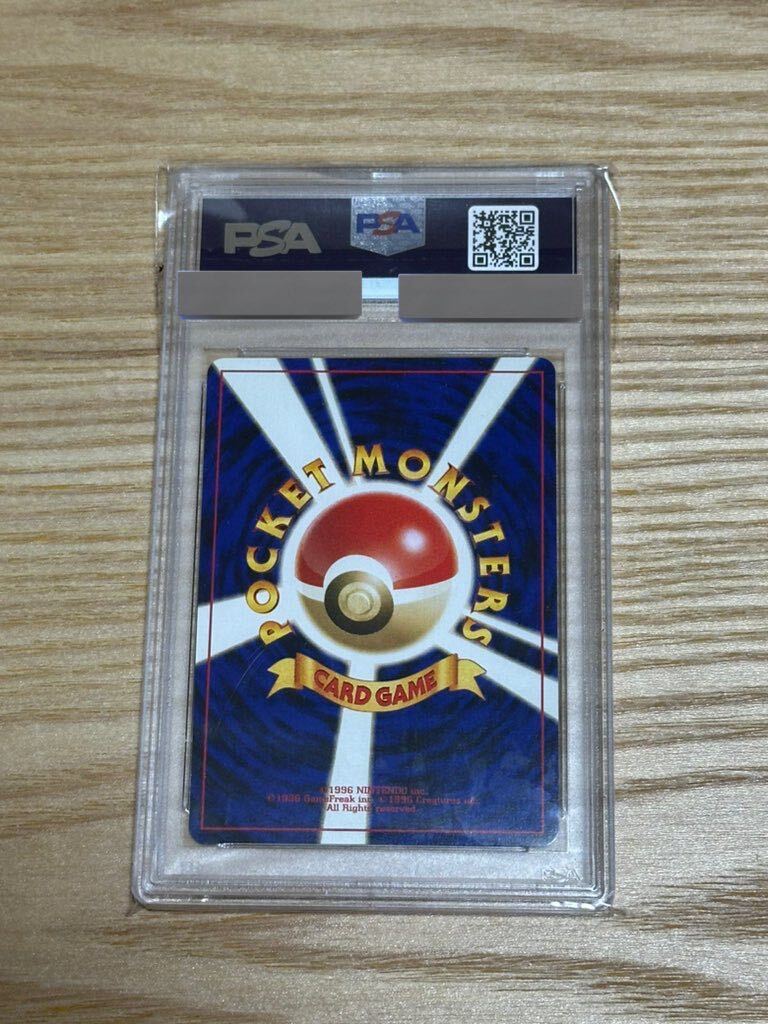 PSA PSA
POCKET MONSTERS
CARD GAME
©1996 NINTENDO inc.
©1996 GameFreak inc. ©1996 Creatures inc.
All Rights reserved.
PSA